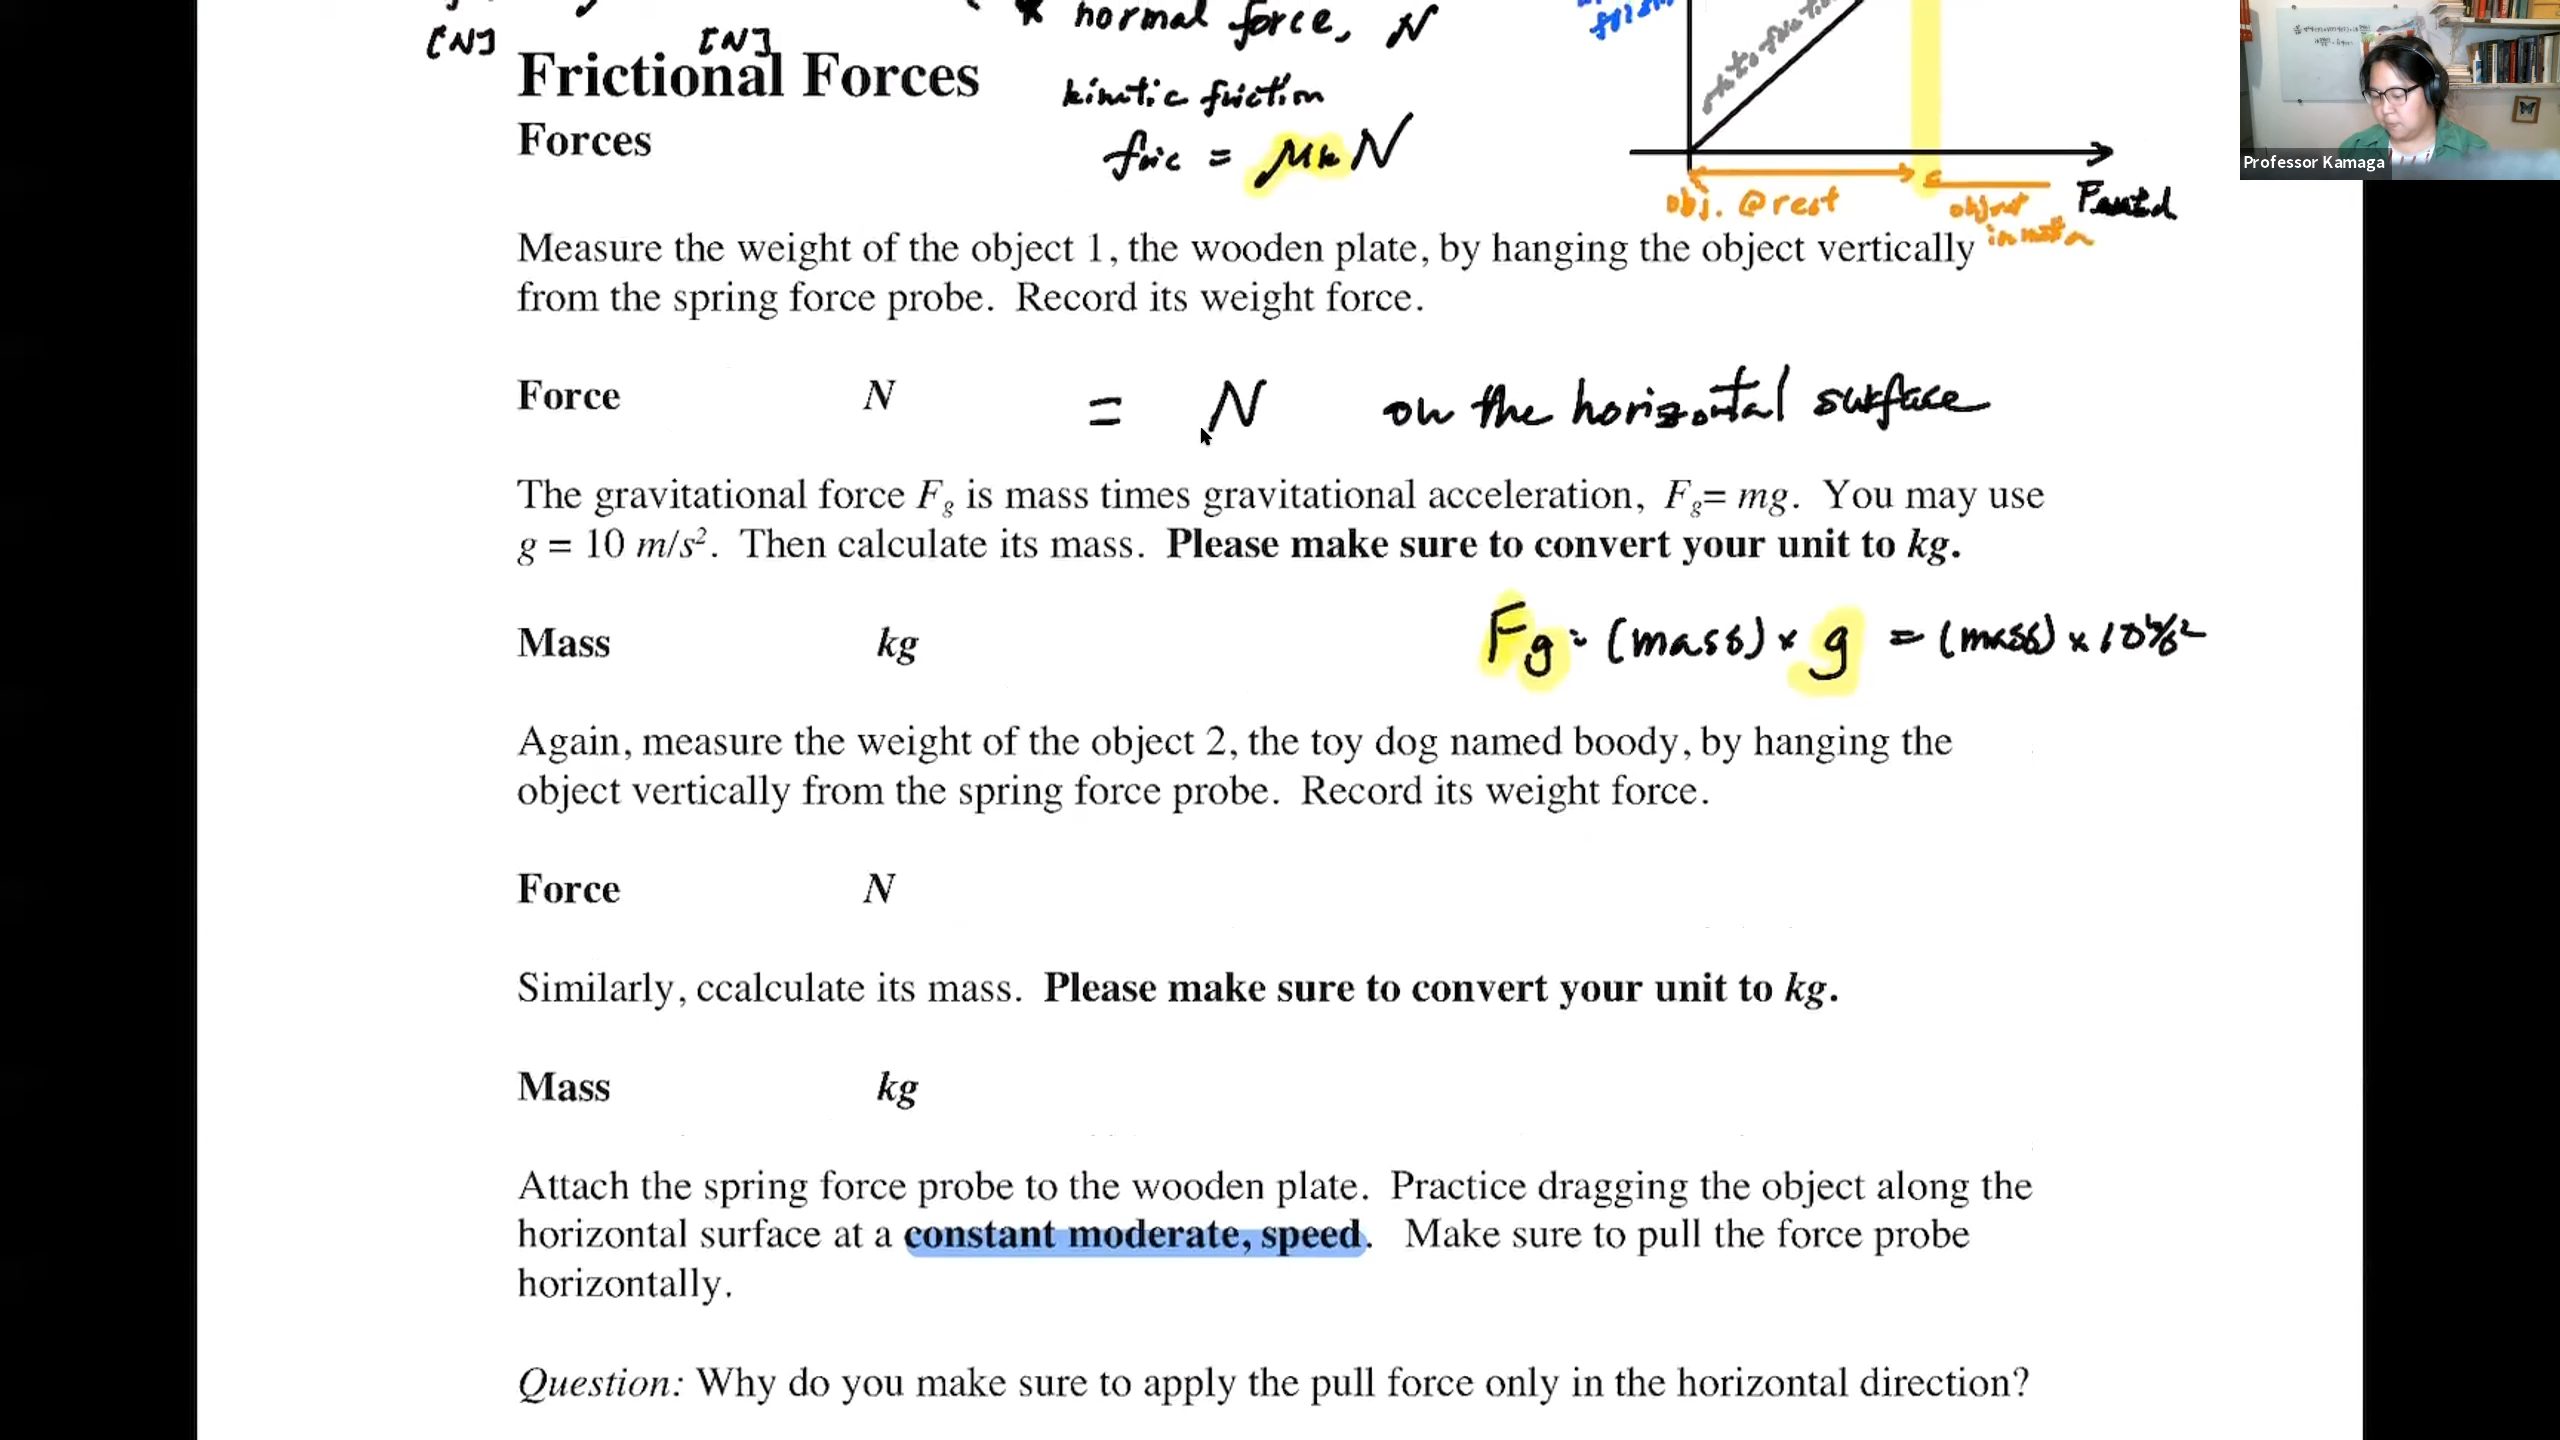 [N]
[N]
* normal force, N
Frictional Forces
kinetic friction
Forces
fric = μk N
static friction
obj. @rest
object
in motion
Professor Kamaga
Measure the weight of the object 1, the wooden plate, by hanging the object vertically
from the spring force probe. Record its weight force.
Force N = N on the horizontal surface
The gravitational force Fg is mass times gravitational acceleration, Fg= mg. You may use
g = 10 m/s². Then calculate its mass. Please make sure to convert your unit to kg.
Mass kg
Fg = (mass) × g = (mass) × 10 m/s²
Again, measure the weight of the object 2, the toy dog named boody, by hanging the
object vertically from the spring force probe. Record its weight force.
Force N
Similarly, ccalculate its mass. Please make sure to convert your unit to kg.
Mass kg
Attach the spring force probe to the wooden plate. Practice dragging the object along the
horizontal surface at a constant moderate, speed. Make sure to pull the force probe
horizontally.
Question: Why do you make sure to apply the pull force only in the horizontal direction?